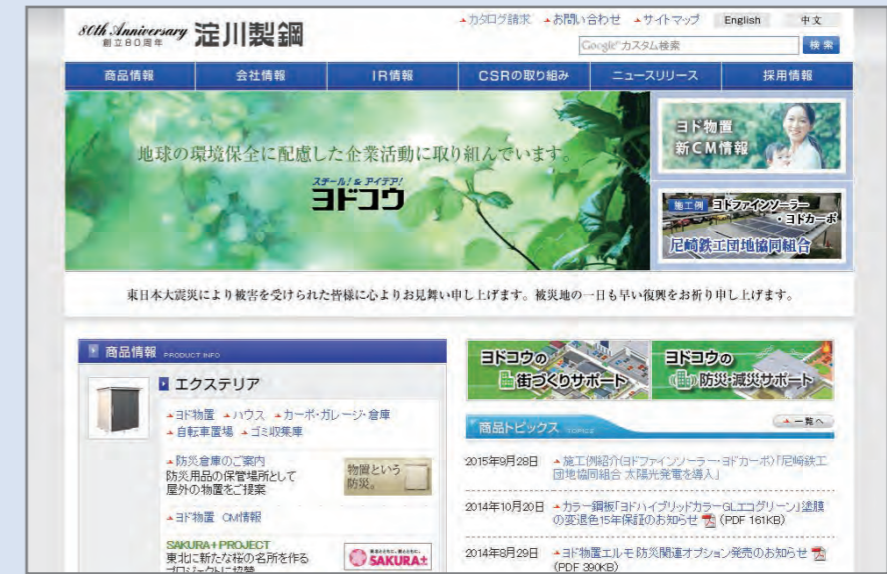 80th Anniversary
創立80周年
淀川製鋼
カタログ請求 お問い合わせ サイトマップ English 中文
Google カスタム検索 検索
商品情報 会社情報 IR情報 CSRの取り組み ニュースリリース 採用情報
地球の環境保全に配慮した企業活動に取り組んでいます。
スチール！& アイデア！
ヨドコウ
ヨド物置
新CM情報
施工例 ヨドファインソーラー
・ヨドカーポ
尼崎鉄工団地協同組合
東日本大震災により被害を受けられた皆様に心よりお見舞い申し上げます。被災地の一日も早い復興をお祈り申し上げます。
商品情報 PRODUCT INFO
エクステリア
ヨド物置 ハウス カーポ・ガレージ・倉庫
自転車置場 ゴミ収集庫
防災倉庫のご案内
防災用品の保管場所として
屋外の物置をご提案
物置という
防災。
ヨド物置 CM情報
SAKURA+PROJECT
東北に新たな桜の名所を作る
プロジェクトに協賛
SAKURA+
ヨドコウの
街づくりサポート
ヨドコウの
防災・減災サポート
商品トピックス TOPICS
一覧へ
2015年9月28日 施工例紹介(ヨドファインソーラー・ヨドカーポ)「尼崎鉄工
団地協同組合 太陽光発電を導入」
2014年10月20日 カラー鋼板「ヨドハイブリッドカラーGLエコグリーン」塗膜
の変退色15年保証のお知らせ (PDF 161KB)
2014年8月29日 ヨド物置エルモ 防災関連オプション発売のお知らせ
(PDF 390KB)